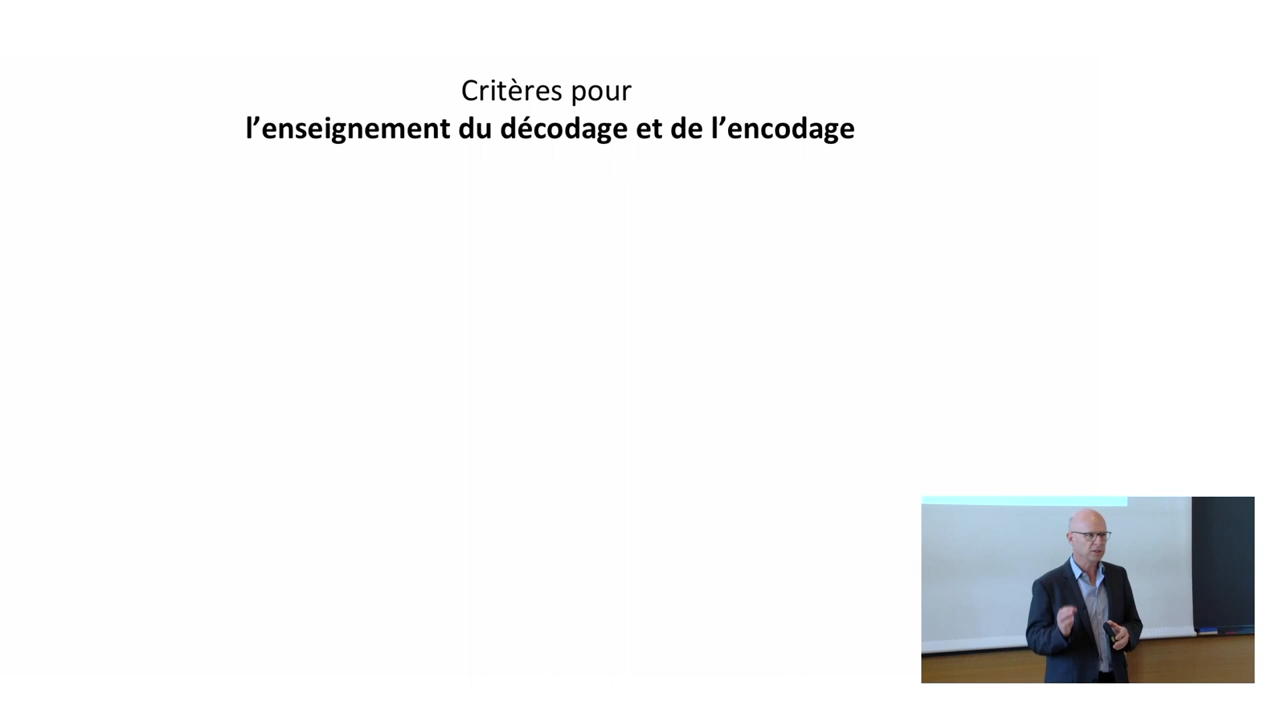 Critères pour
l’enseignement du décodage et de l’encodage